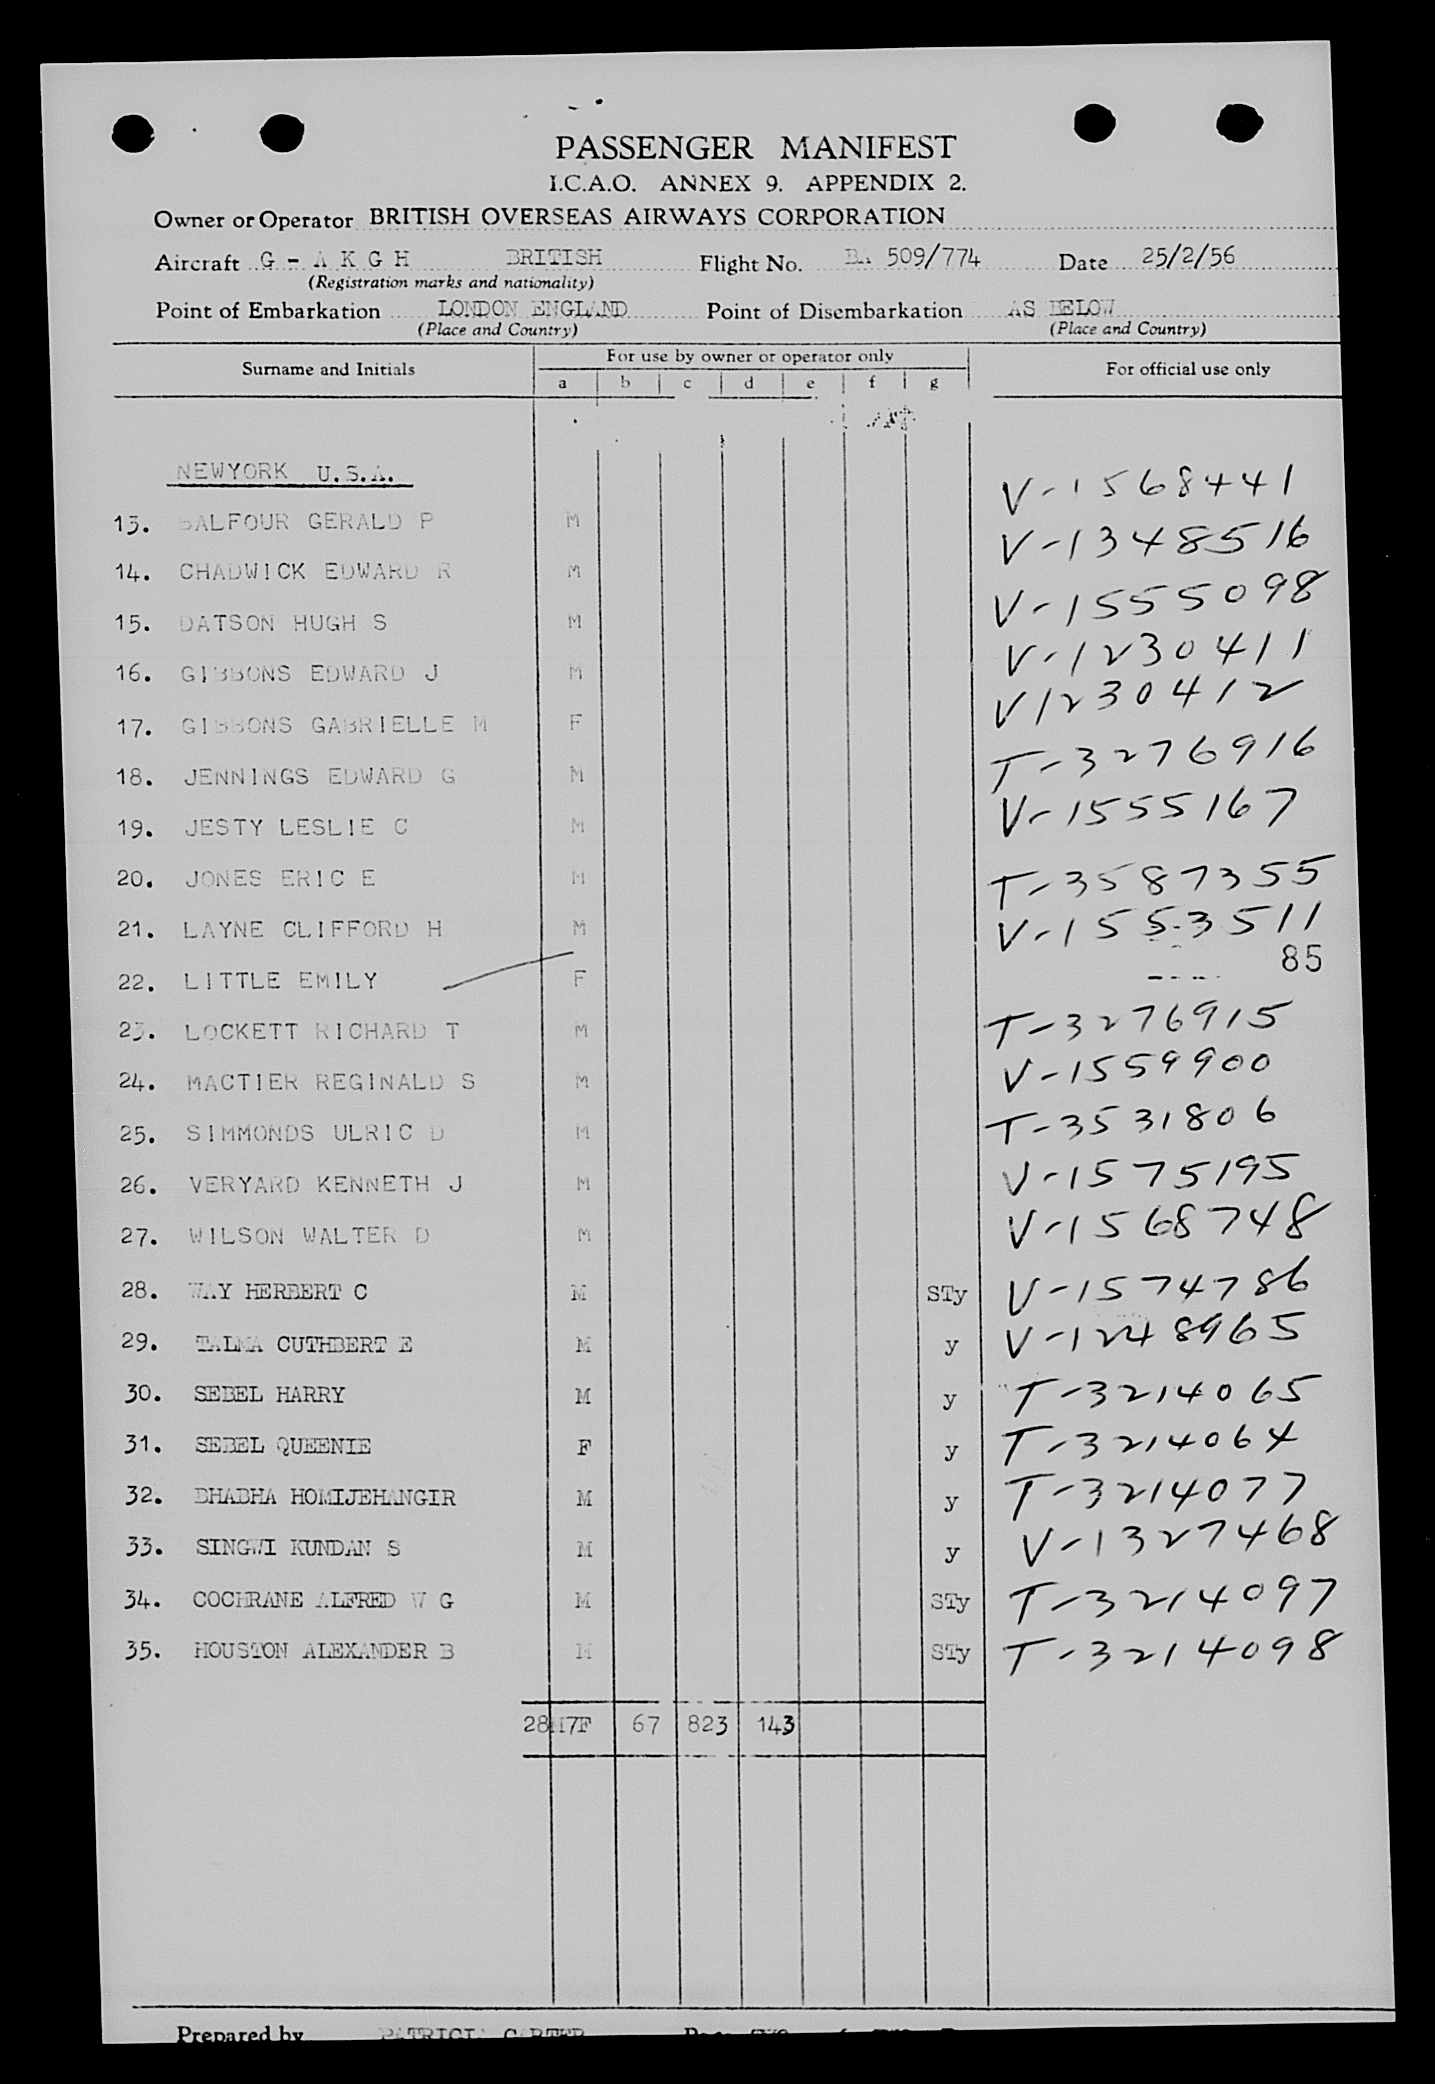 PASSENGER MANIFEST
I.C.A.O. ANNEX 9. APPENDIX 2.
Owner or Operator BRITISH OVERSEAS AIRWAYS CORPORATION
Aircraft G - A K G H BRITISH Flight No. BA 509/774 Date 25/2/56
(Registration marks and nationality)
Point of Embarkation LONDON ENGLAND Point of Disembarkation AS BELOW
(Place and Country) (Place and Country)
Surname and Initials For use by owner or operator only For official use only
a b c d e f g
NEWYORK U.S.A.
V-1568441
13. BALFOUR GERALD P M V-1348516
14. CHADWICK EDWARD R M V-1555098
15. DATSON HUGH S M V-1230411
16. GIBBONS EDWARD J M V1230412
17. GIBBONS GABRIELLE M F T-3276916
18. JENNINGS EDWARD G M V-1555167
19. JESTY LESLIE C M
20. JONES ERIC E M T-3587355
21. LAYNE CLIFFORD H M V-1553511
22. LITTLE EMILY F 85
23. LOCKETT RICHARD T M T-3276915
24. MACTIER REGINALD S M V-1559900
25. SIMMONDS ULRIC D M T-3531806
26. VERYARD KENNETH J M V-1575195
27. WILSON WALTER D M V-1568748
28. WAY HERBERT C M STy V-1574786
29. TALMA CUTHBERT E M y V-1248965
30. SEBEL HARRY M y T-3214065
31. SEBEL QUEENIE F y T-3214064
32. BHABHA HOMIJEHANGIR M y T-3214077
33. SINGWI KUNDAN S M y V-1327468
34. COCHRANE ALFRED W G M STy T-3214097
35. HOUSTON ALEXANDER B M STy T-3214098
28M7F 67 823 143
Prepared by PATRICIA CARTER